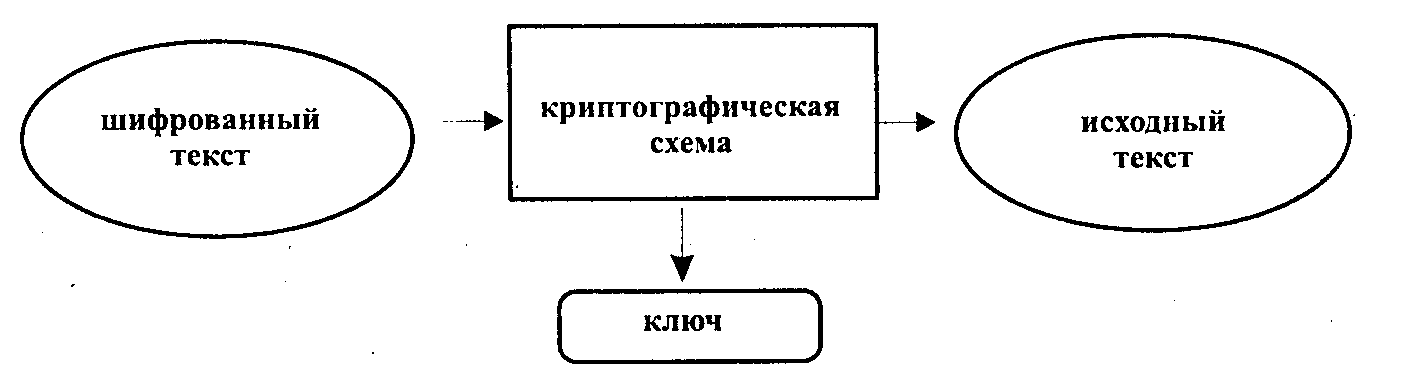 шифрованный
текст
криптографическая
схема
исходный
текст
ключ